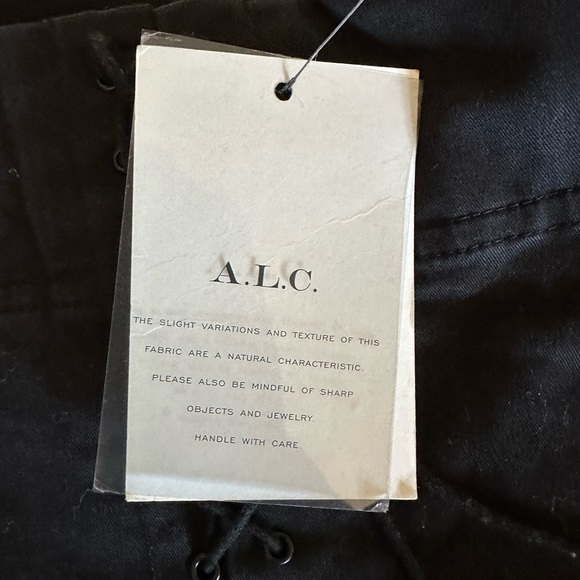 A.L.C.
THE SLIGHT VARIATIONS AND TEXTURE OF THIS
FABRIC ARE A NATURAL CHARACTERISTIC.
PLEASE ALSO BE MINDFUL OF SHARP
OBJECTS AND JEWELRY.
HANDLE WITH CARE.